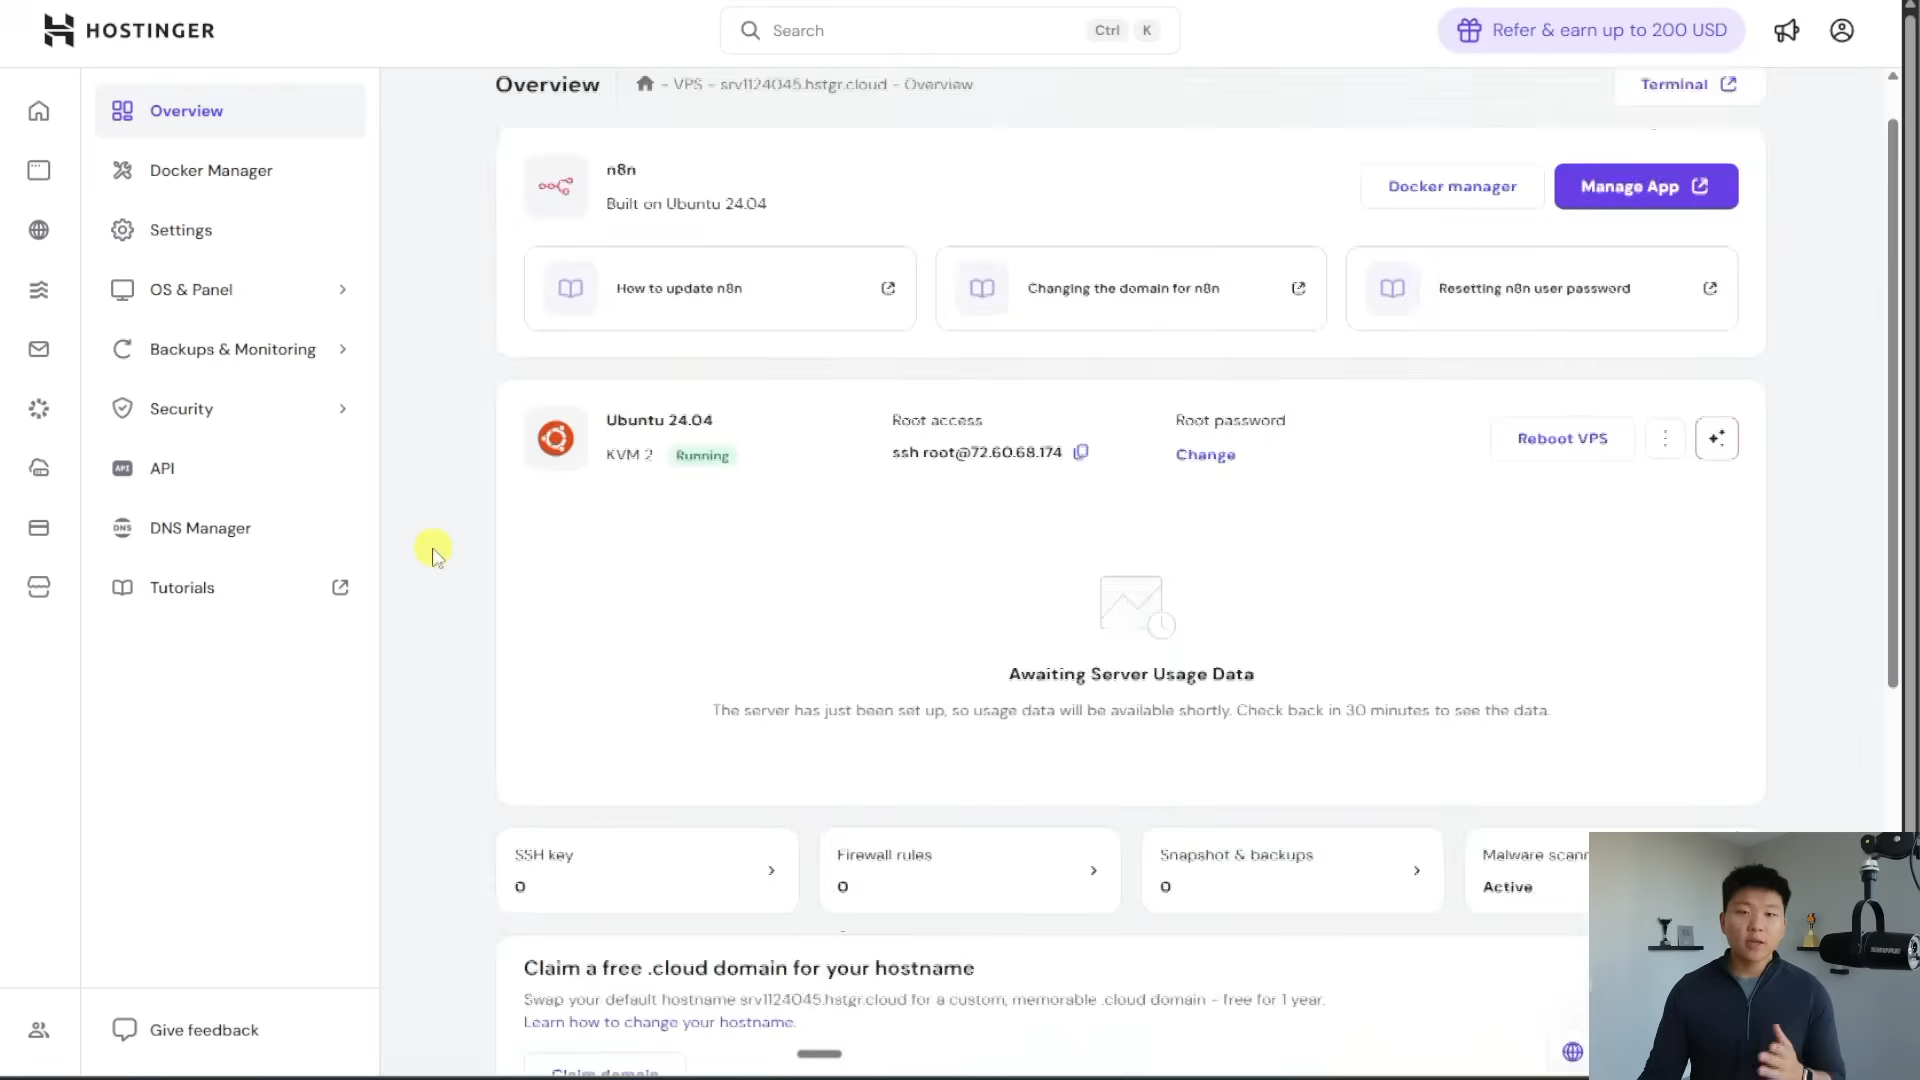 HOSTINGER
Search
Ctrl
K
Refer & earn up to 200 USD
Overview
Docker Manager
Settings
OS & Panel
Backups & Monitoring
Security
API
API
DNS
DNS Manager
Tutorials
Give feedback
Overview
- VPS - srv1124045.hstgr.cloud - Overview
Terminal
n8n
Built on Ubuntu 24.04
Docker manager
Manage App
How to update n8n
Changing the domain for n8n
Resetting n8n user password
Ubuntu 24.04
KVM 2
Running
Root access
ssh root@72.60.68.174
Root password
Change
Reboot VPS
Awaiting Server Usage Data
The server has just been set up, so usage data will be available shortly. Check back in 30 minutes to see the data.
SSH key
0
Firewall rules
0
Snapshot & backups
0
Malware scann
Active
Claim a free .cloud domain for your hostname
Swap your default hostname srv1124045.hstgr.cloud for a custom, memorable .cloud domain - free for 1 year.
Learn how to change your hostname.
Claim domain
SHURE